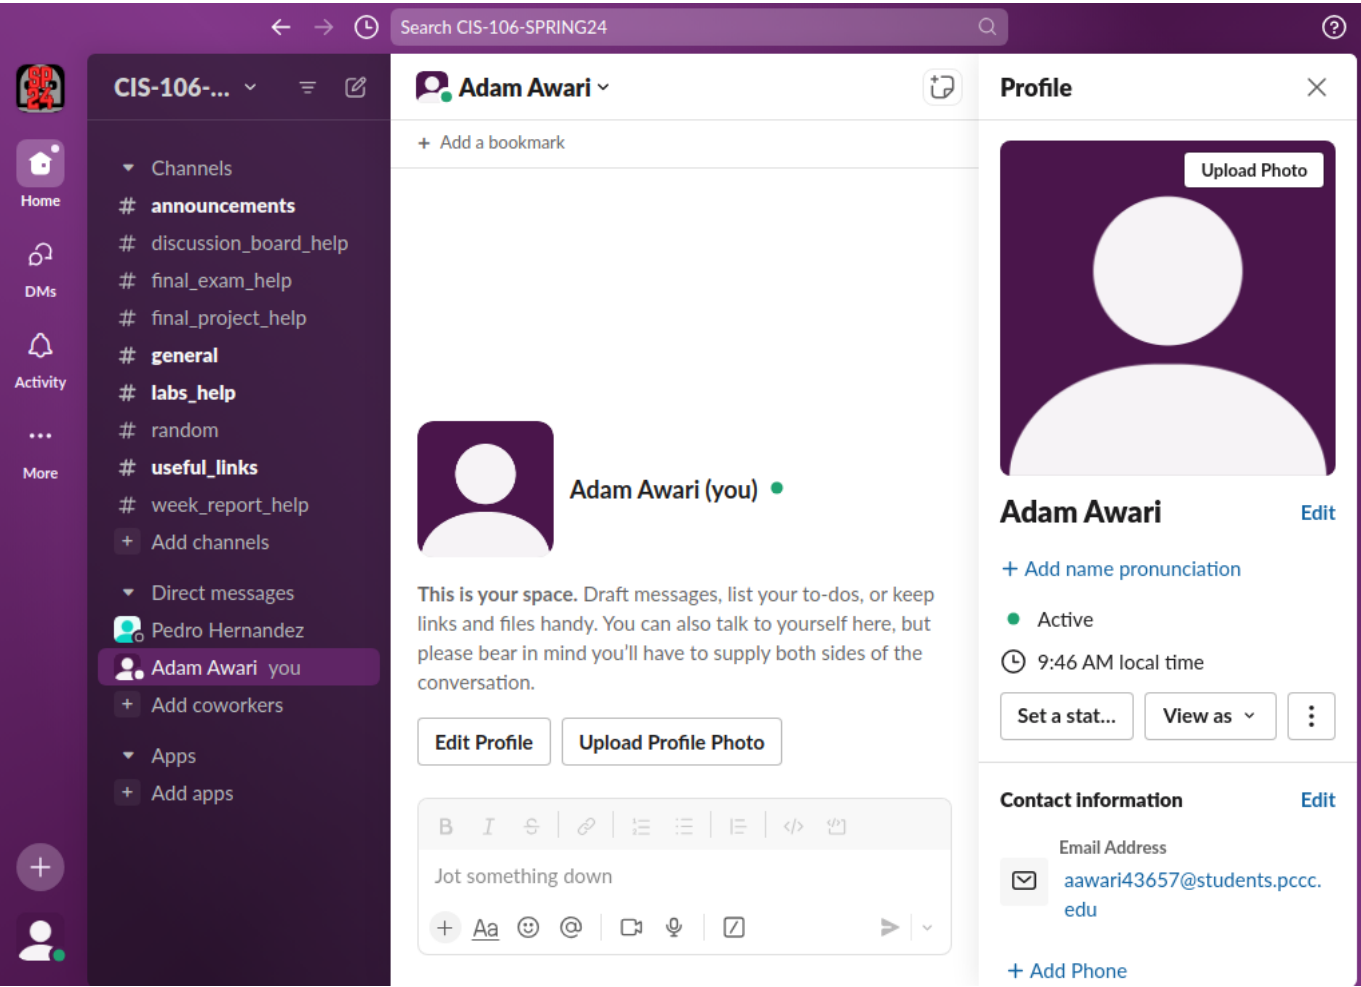 Search CIS-106-SPRING24
SP
24
Home
DMs
Activity
More
CIS-106-...
Channels
# announcements
# discussion_board_help
# final_exam_help
# final_project_help
# general
# labs_help
# random
# useful_links
# week_report_help
+ Add channels
Direct messages
Pedro Hernandez
Adam Awari you
+ Add coworkers
Apps
+ Add apps
Adam Awari
+ Add a bookmark
Adam Awari (you)
This is your space. Draft messages, list your to-dos, or keep
links and files handy. You can also talk to yourself here, but
please bear in mind you'll have to supply both sides of the
conversation.
Edit Profile
Upload Profile Photo
B I S
Jot something down
+ Aa @
Profile
Upload Photo
Adam Awari
Edit
+ Add name pronunciation
Active
9:46 AM local time
Set a stat...
View as
Contact information
Edit
Email Address
aawari43657@students.pccc.
edu
+ Add Phone